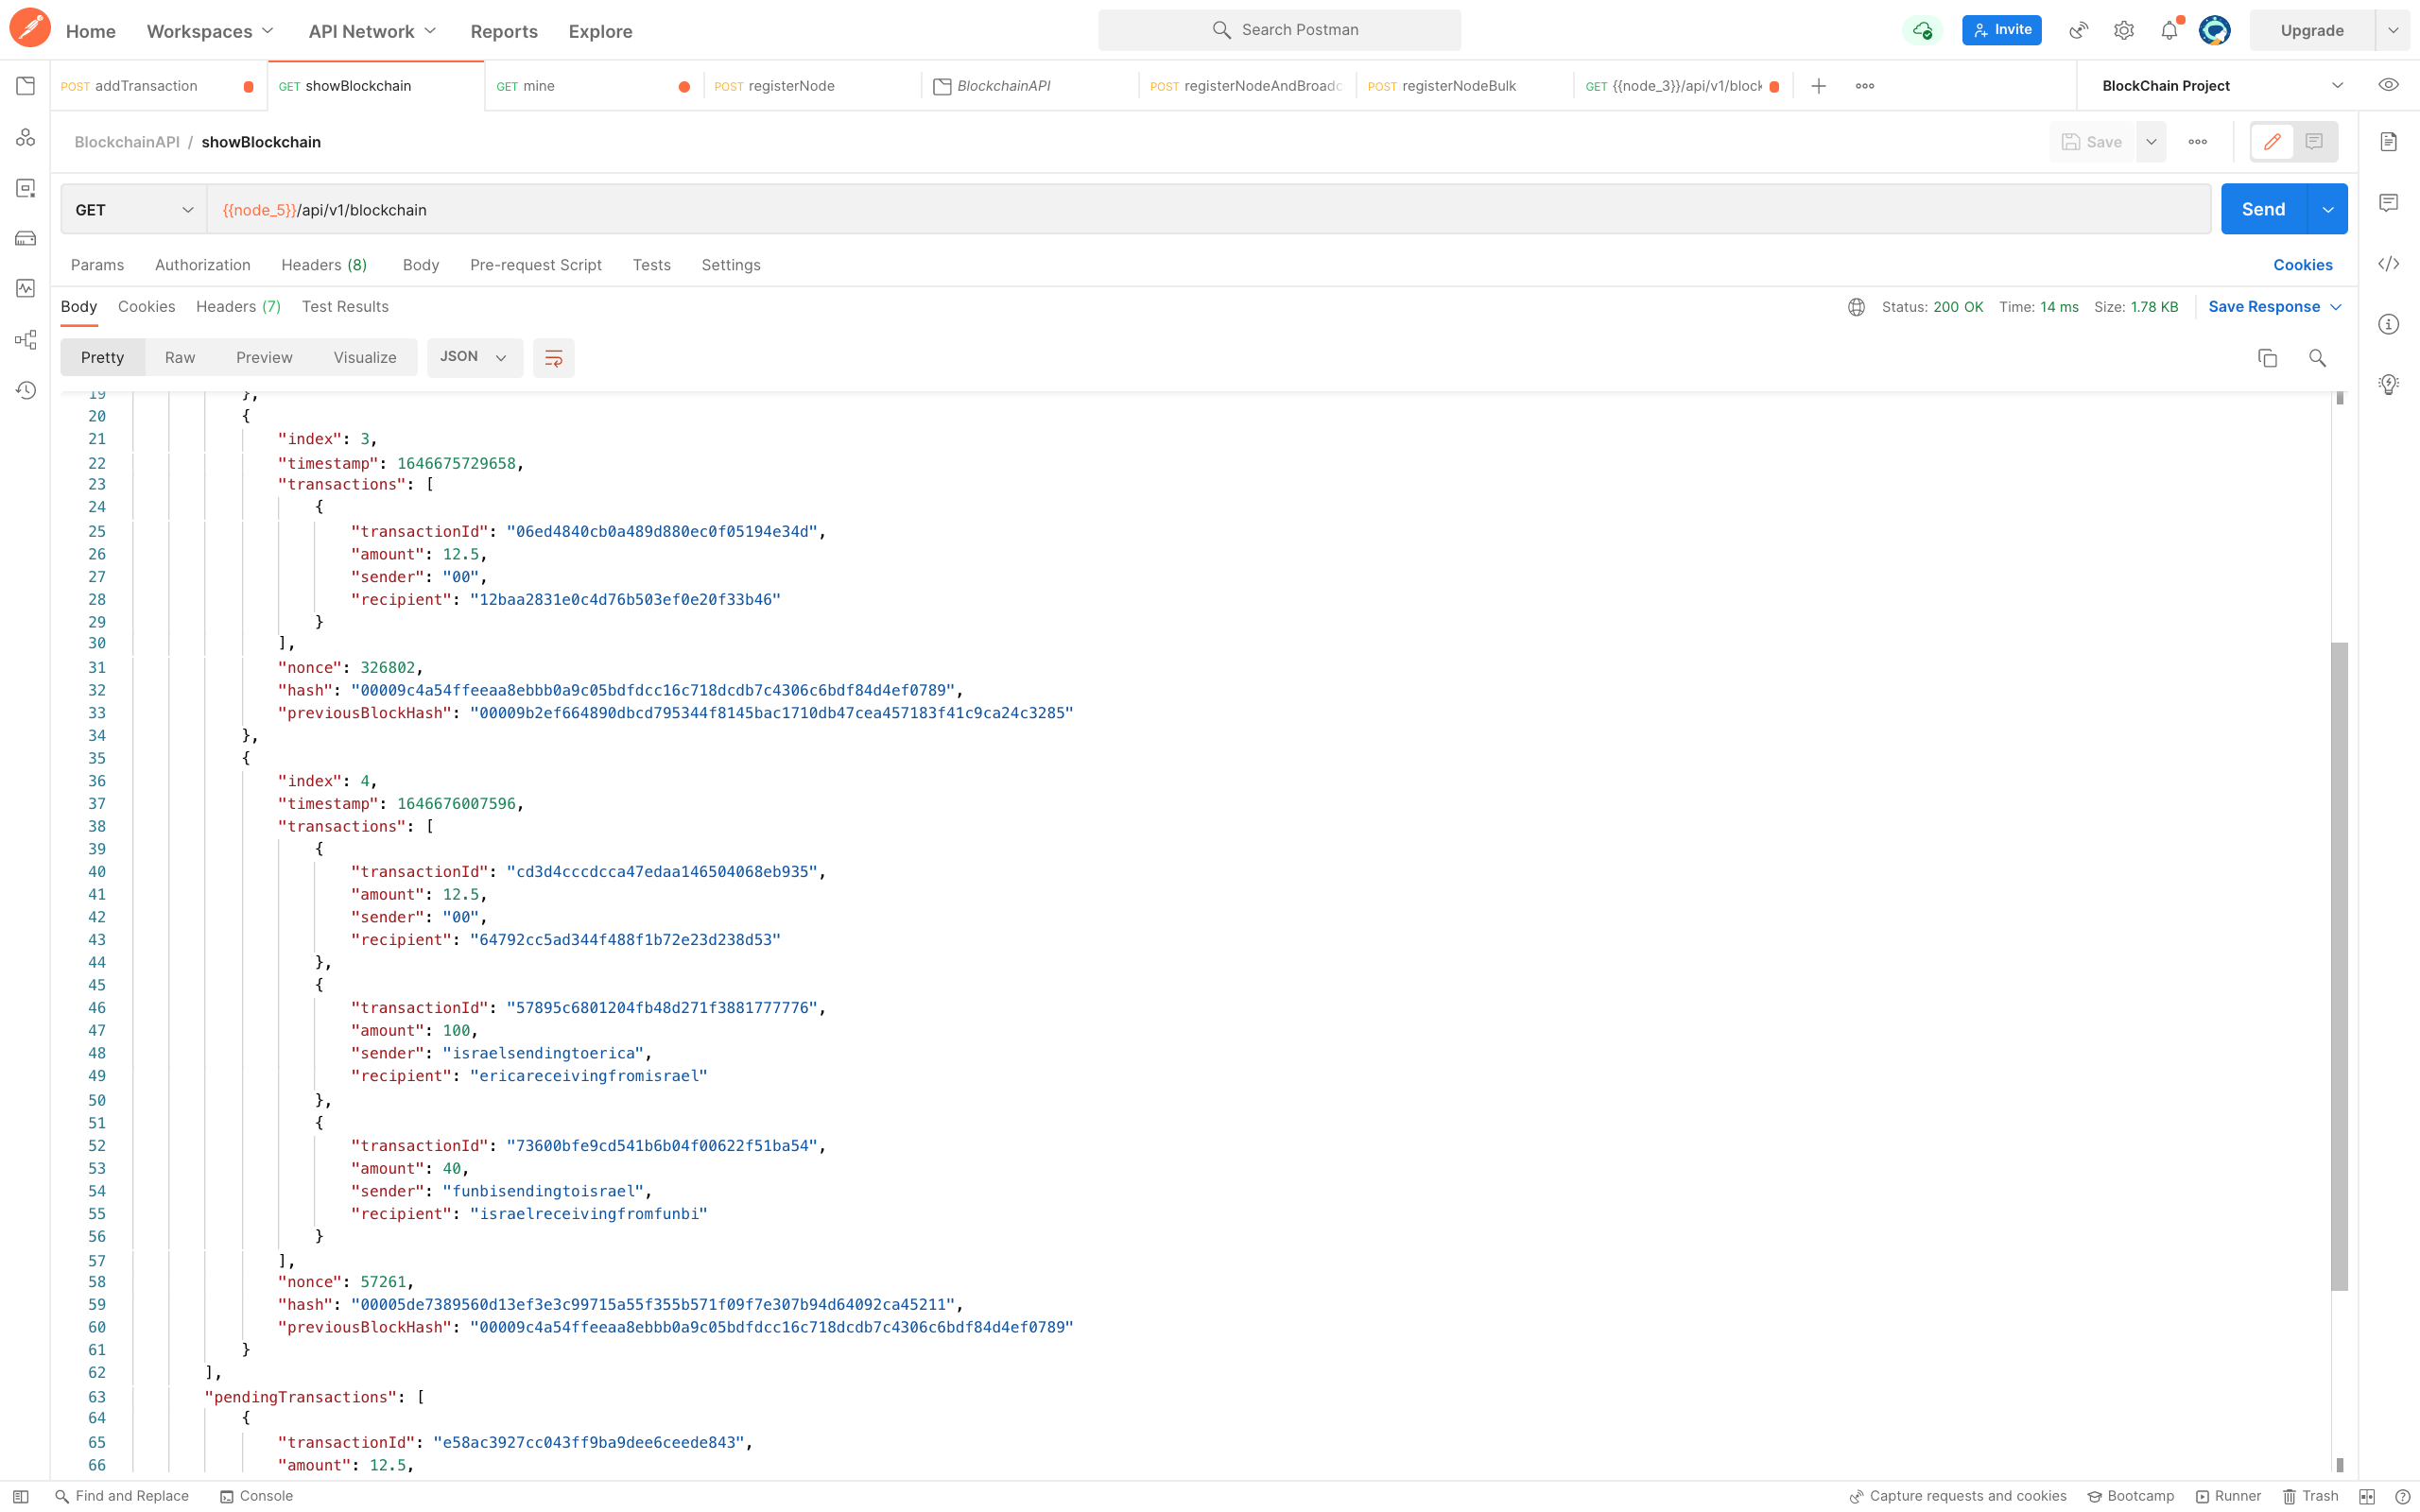 Home Workspaces API Network Reports Explore Search Postman Invite Upgrade
POST addTransaction GET showBlockchain GET mine POST registerNode BlockchainAPI POST registerNodeAndBroadc POST registerNodeBulk GET {{node_3}}/api/v1/block BlockChain Project
BlockchainAPI / showBlockchain Save
GET {{node_5}}/api/v1/blockchain Send
Params Authorization Headers (8) Body Pre-request Script Tests Settings Cookies
Body Cookies Headers (7) Test Results Status: 200 OK Time: 14 ms Size: 1.78 KB Save Response
Pretty Raw Preview Visualize JSON
19 },
20 {
21 "index": 3,
22 "timestamp": 1646675729658,
23 "transactions": [
24 {
25 "transactionId": "06ed4840cb0a489d880ec0f05194e34d",
26 "amount": 12.5,
27 "sender": "00",
28 "recipient": "12baa2831e0c4d76b503ef0e20f33b46"
29 }
30 ],
31 "nonce": 326802,
32 "hash": "00009c4a54ffeeaa8ebbb0a9c05bdfdcc16c718dcdb7c4306c6bdf84d4ef0789",
33 "previousBlockHash": "00009b2ef664890dbcd795344f8145bac1710db47cea457183f41c9ca24c3285"
34 },
35 {
36 "index": 4,
37 "timestamp": 1646676007596,
38 "transactions": [
39 {
40 "transactionId": "cd3d4cccdcca47edaa146504068eb935",
41 "amount": 12.5,
42 "sender": "00",
43 "recipient": "64792cc5ad344f488f1b72e23d238d53"
44 },
45 {
46 "transactionId": "57895c6801204fb48d271f3881777776",
47 "amount": 100,
48 "sender": "israelsendingtoerica",
49 "recipient": "ericareceivingfromisrael"
50 },
51 {
52 "transactionId": "73600bfe9cd541b6b04f00622f51ba54",
53 "amount": 40,
54 "sender": "funbisendingtoisrael",
55 "recipient": "israelreceivingfromfunbi"
56 }
57 ],
58 "nonce": 57261,
59 "hash": "00005de7389560d13ef3e3c99715a55f355b571f09f7e307b94d64092ca45211",
60 "previousBlockHash": "00009c4a54ffeeaa8ebbb0a9c05bdfdcc16c718dcdb7c4306c6bdf84d4ef0789"
61 }
62 ],
63 "pendingTransactions": [
64 {
65 "transactionId": "e58ac3927cc043ff9ba9dee6ceede843",
66 "amount": 12.5,
Find and Replace Console Capture requests and cookies Bootcamp Runner Trash